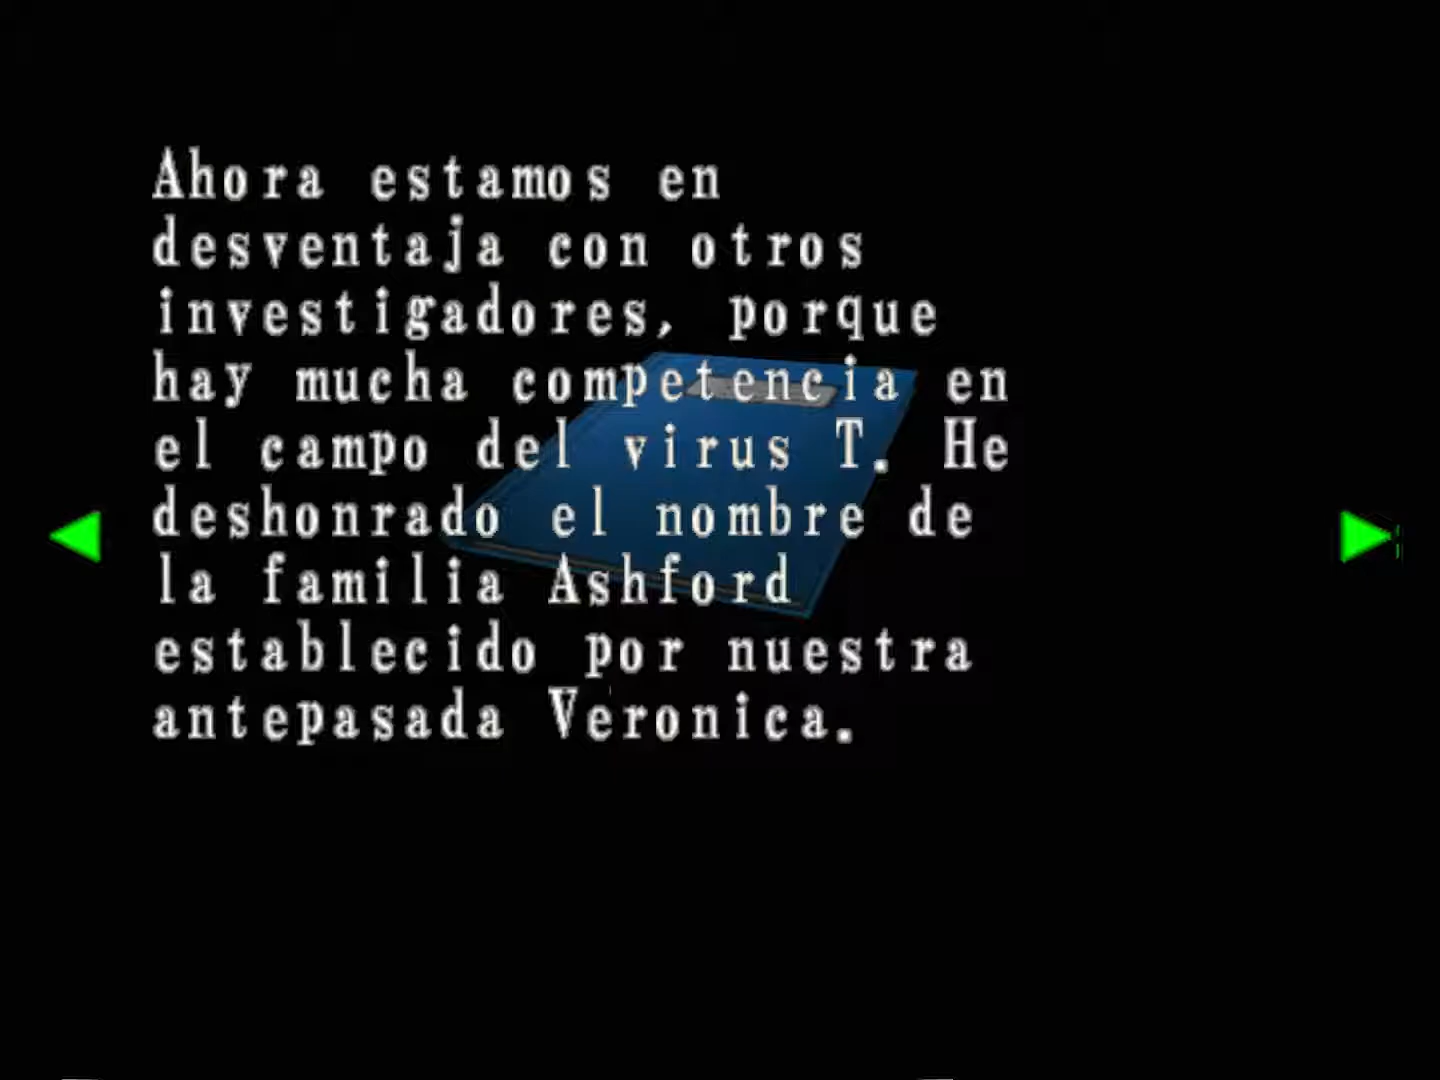 Ahora estamos en
desventaja con otros
investigadores, porque
hay mucha competencia en
el campo del virus T. He
deshonrado el nombre de
la familia Ashford
establecido por nuestra
antepasada Veronica.